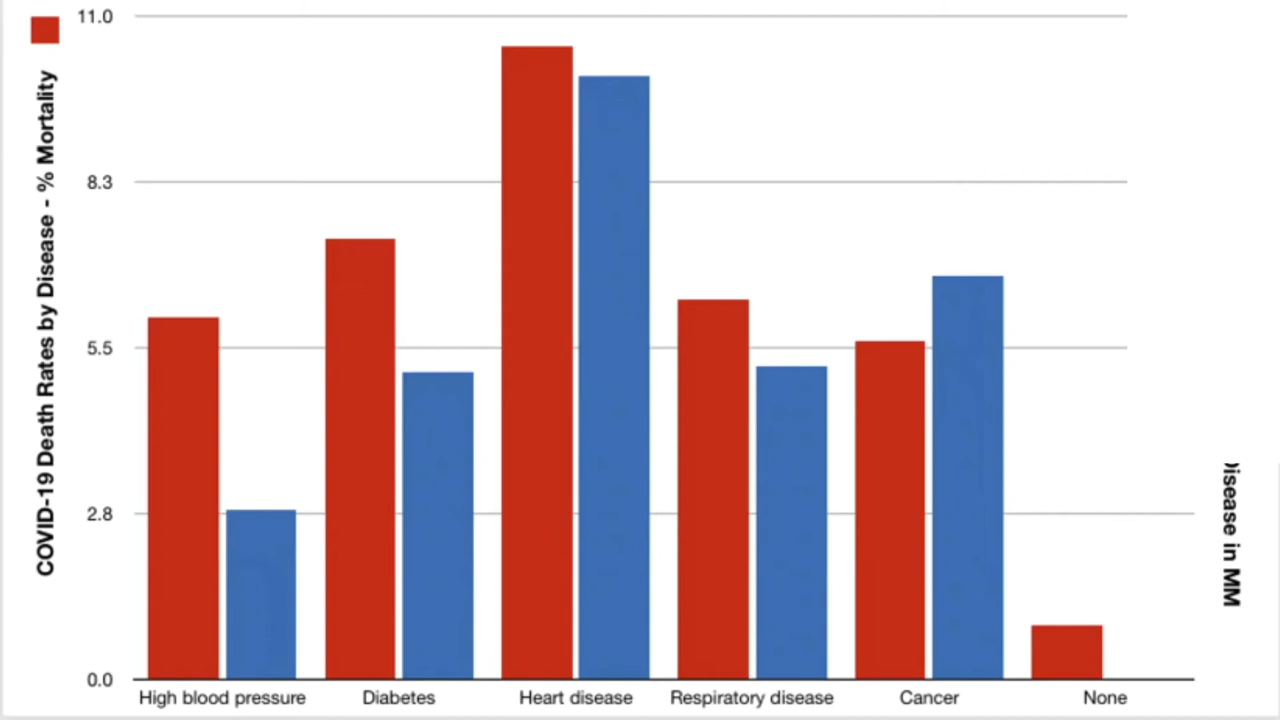 COVID-19 Death Rates by Disease - % Mortality
11.0
8.3
5.5
2.8
0.0
High blood pressure
Diabetes
Heart disease
Respiratory disease
Cancer
None
in MM